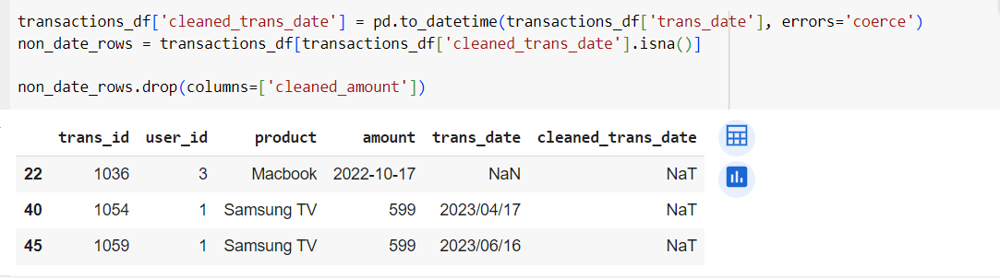 transactions_df['cleaned_trans_date'] = pd.to_datetime(transactions_df['trans_date'], errors='coerce')
non_date_rows = transactions_df[transactions_df['cleaned_trans_date'].isna()]
non_date_rows.drop(columns=['cleaned_amount'])
trans_id user_id product amount trans_date cleaned_trans_date
22 1036 3 Macbook 2022-10-17 NaN NaT
40 1054 1 Samsung TV 599 2023/04/17 NaT
45 1059 1 Samsung TV 599 2023/06/16 NaT